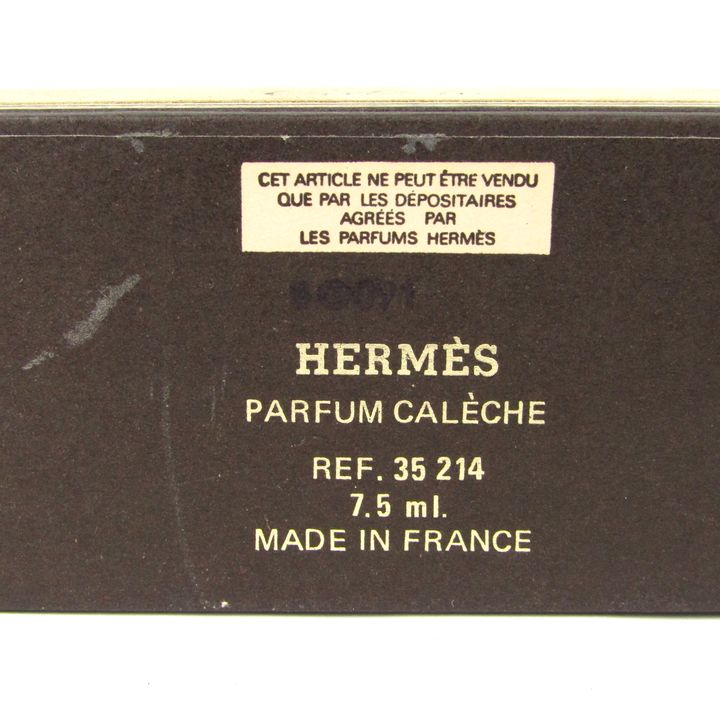 CET ARTICLE NE PEUT ÊTRE VENDU
QUE PAR LES DÉPOSITAIRES
AGRÉÉS PAR
LES PARFUMS HERMÈS
HERMÈS
PARFUM CALÈCHE
REF. 35 214
7.5 ml.
MADE IN FRANCE